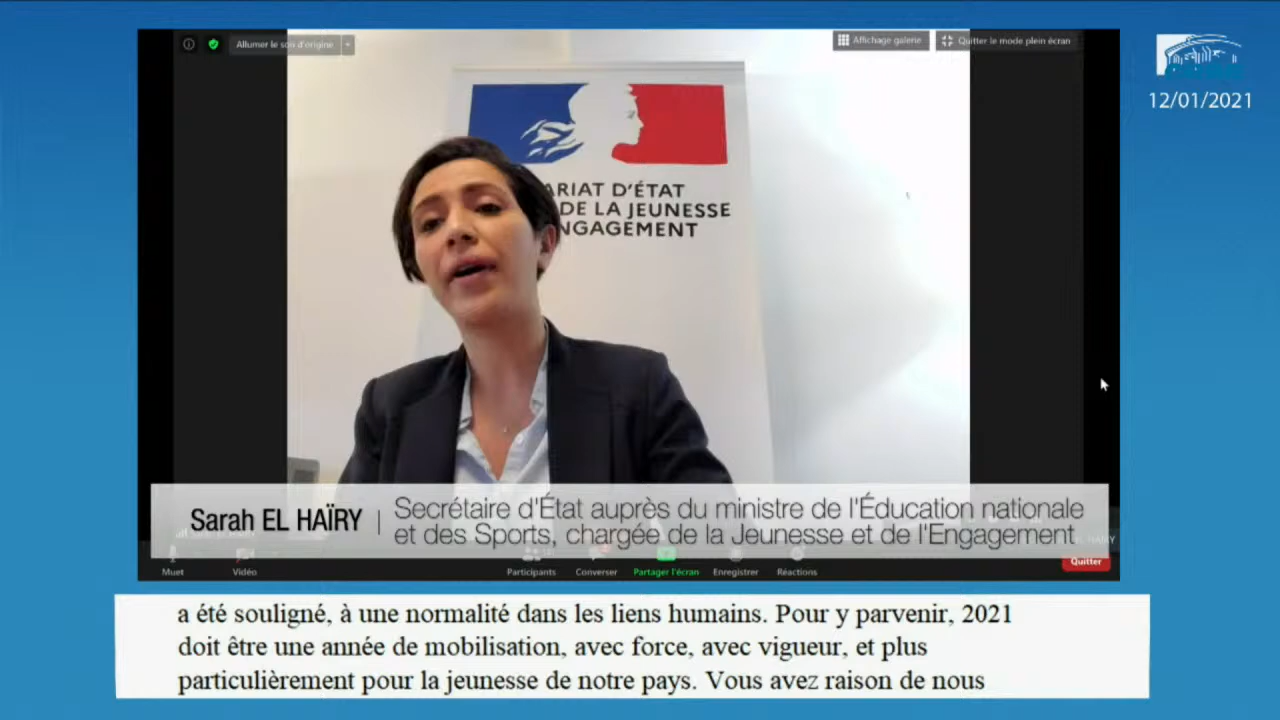 Allumer le son d'origine
Affichage galerie
Quitter le mode plein écran
12/01/2021
ARIAT D'ÉTAT
DE LA JEUNESSE
NGAGEMENT
Sarah EL HAÏRY
Secrétaire d'État auprès du ministre de l'Éducation nationale
et des Sports, chargée de la Jeunesse et de l'Engagement
Muet
Vidéo
Participants
Converser
Partager l'écran
Enregistrer
Réactions
Quitter
a été souligné, à une normalité dans les liens humains. Pour y parvenir, 2021
doit être une année de mobilisation, avec force, avec vigueur, et plus
particulièrement pour la jeunesse de notre pays. Vous avez raison de nous